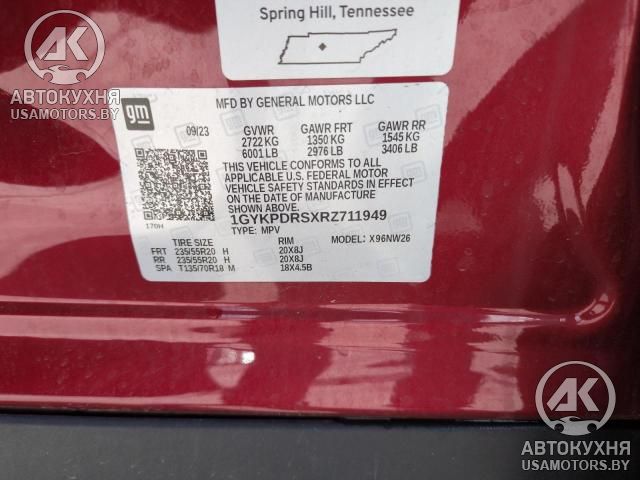 Spring Hill, Tennessee
АВТОКУХНЯ
USAMOTORS.BY
gm
MFD BY GENERAL MOTORS LLC
09/23 GVWR GAWR FRT GAWR RR
2722 KG 1350 KG 1545 KG
6001 LB 2976 LB 3406 LB
THIS VEHICLE CONFORMS TO ALL
APPLICABLE U.S. FEDERAL MOTOR
VEHICLE SAFETY STANDARDS IN EFFECT
ON THE DATE OF MANUFACTURE
SHOWN ABOVE.
170H 1GYKPDRSXRZ711949
TYPE: MPV
TIRE SIZE RIM MODEL: X96NW26
FRT 235/55R20 H 20X8J
RR 235/55R20 H 20X8J
SPA T135/70R18 M 18X4.5B
AK
АВТОКУХНЯ
USAMOTORS.BY